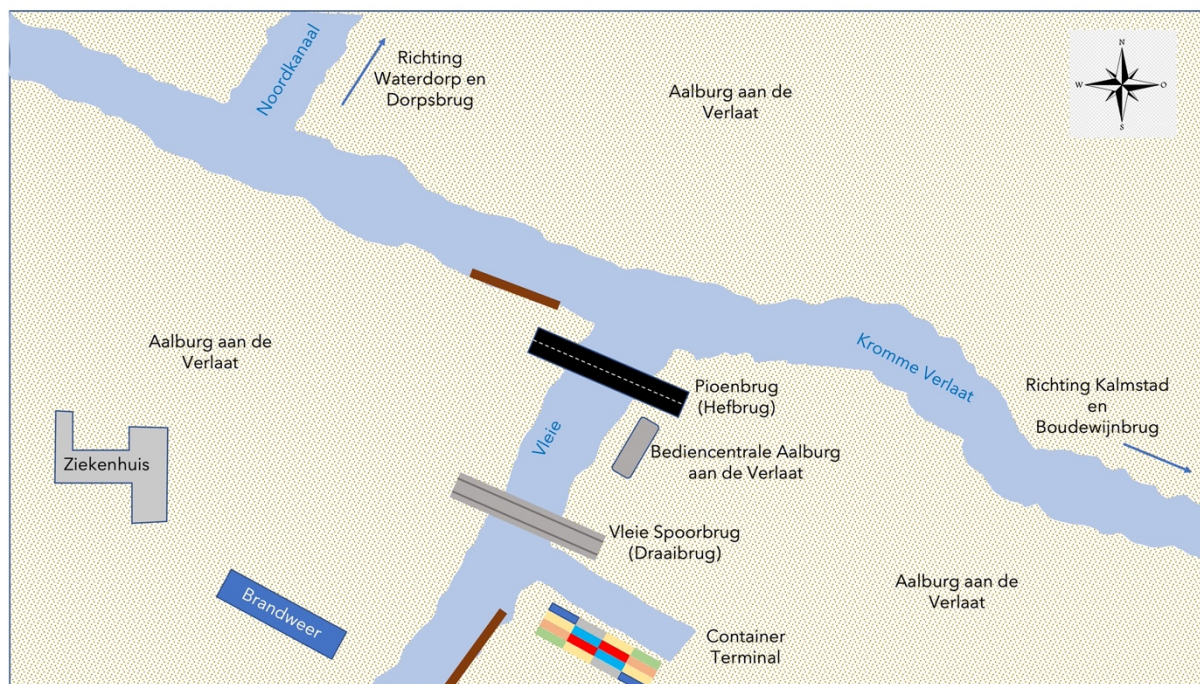 Noordkanaal
Richting
Waterdorp en
Dorpsbrug
Aalburg aan de
Verlaat
N
W
O
S
Aalburg aan de
Verlaat
Kromme Verlaat
Richting Kalmstad
en
Boudewijnbrug
Pioenbrug
(Hefbrug)
Vleie
Bediencentrale Aalburg
aan de Verlaat
Ziekenhuis
Vleie Spoorbrug
(Draaibrug)
Aalburg aan de
Verlaat
Brandweer
Container
Terminal